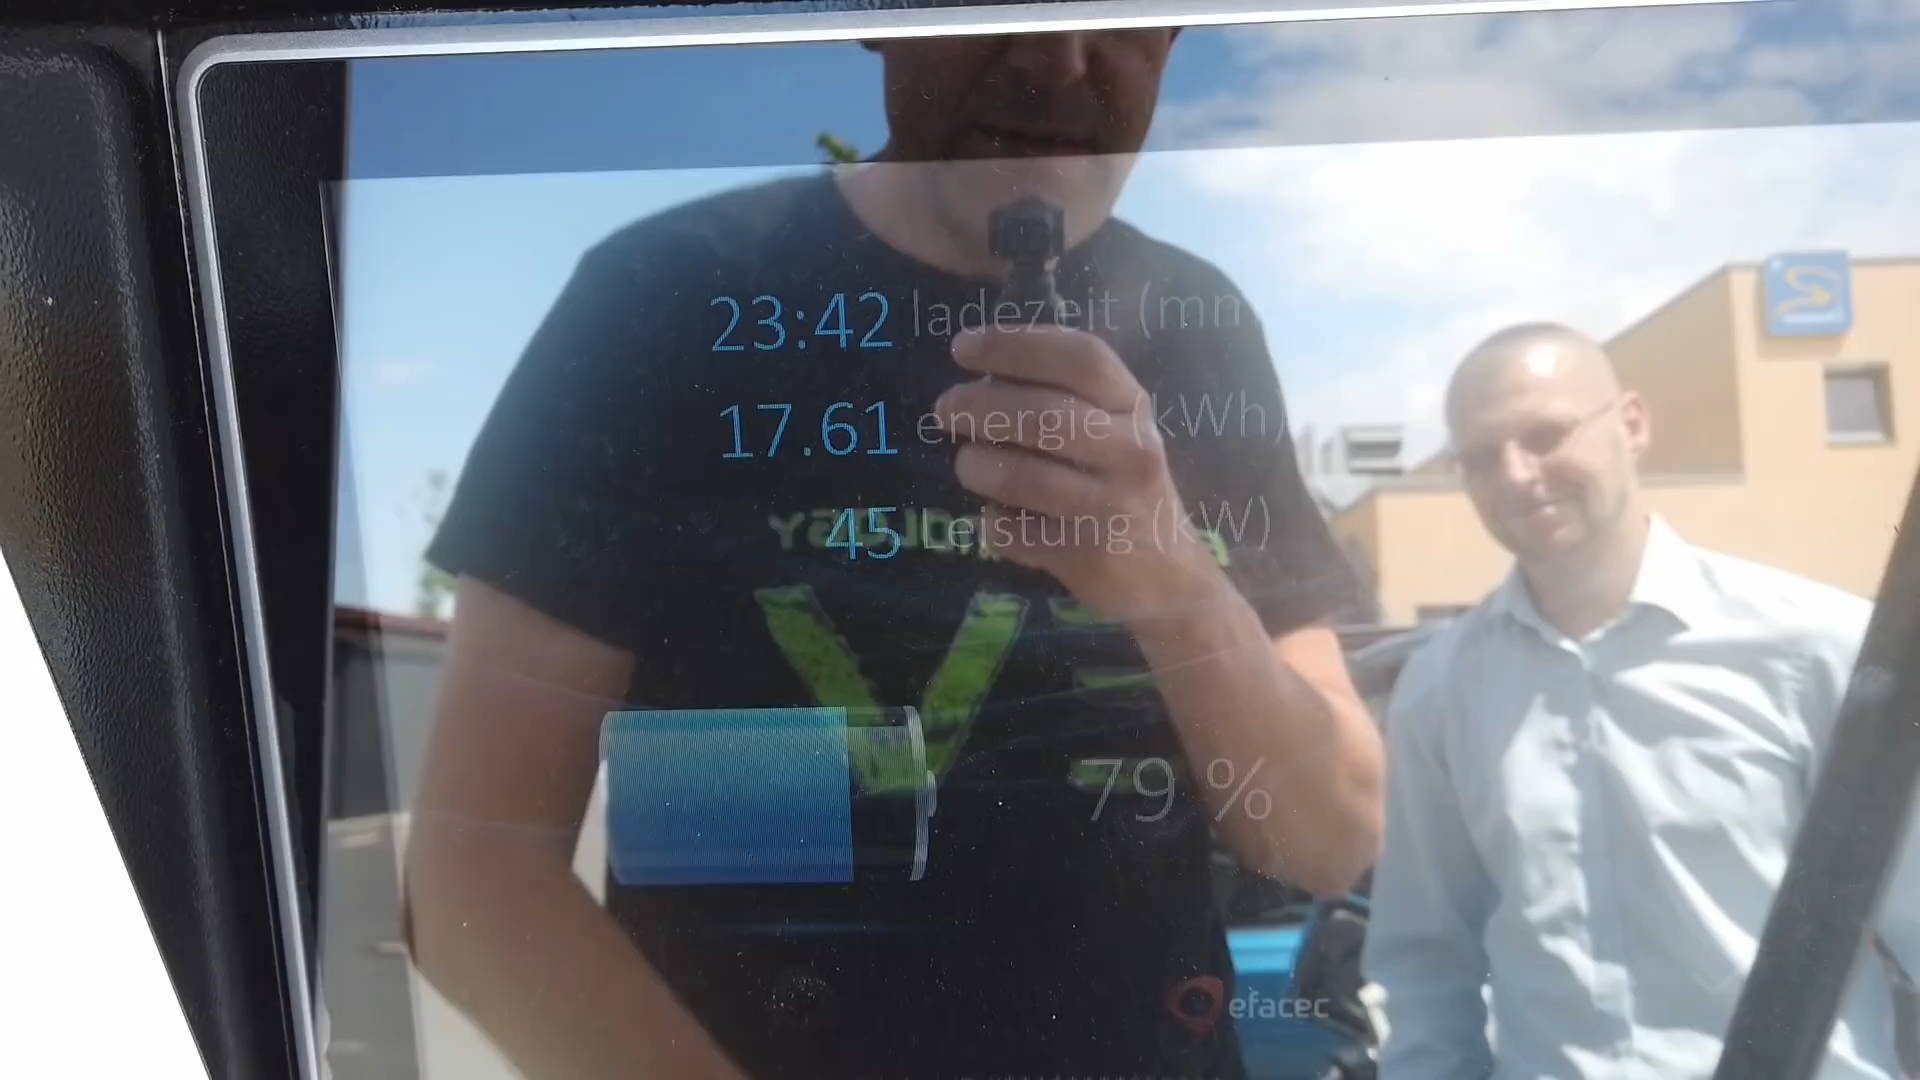 23:42 ladezeit (mm
17.61 energie (kWh)
45 Leistung (kW)
79 %
efacec